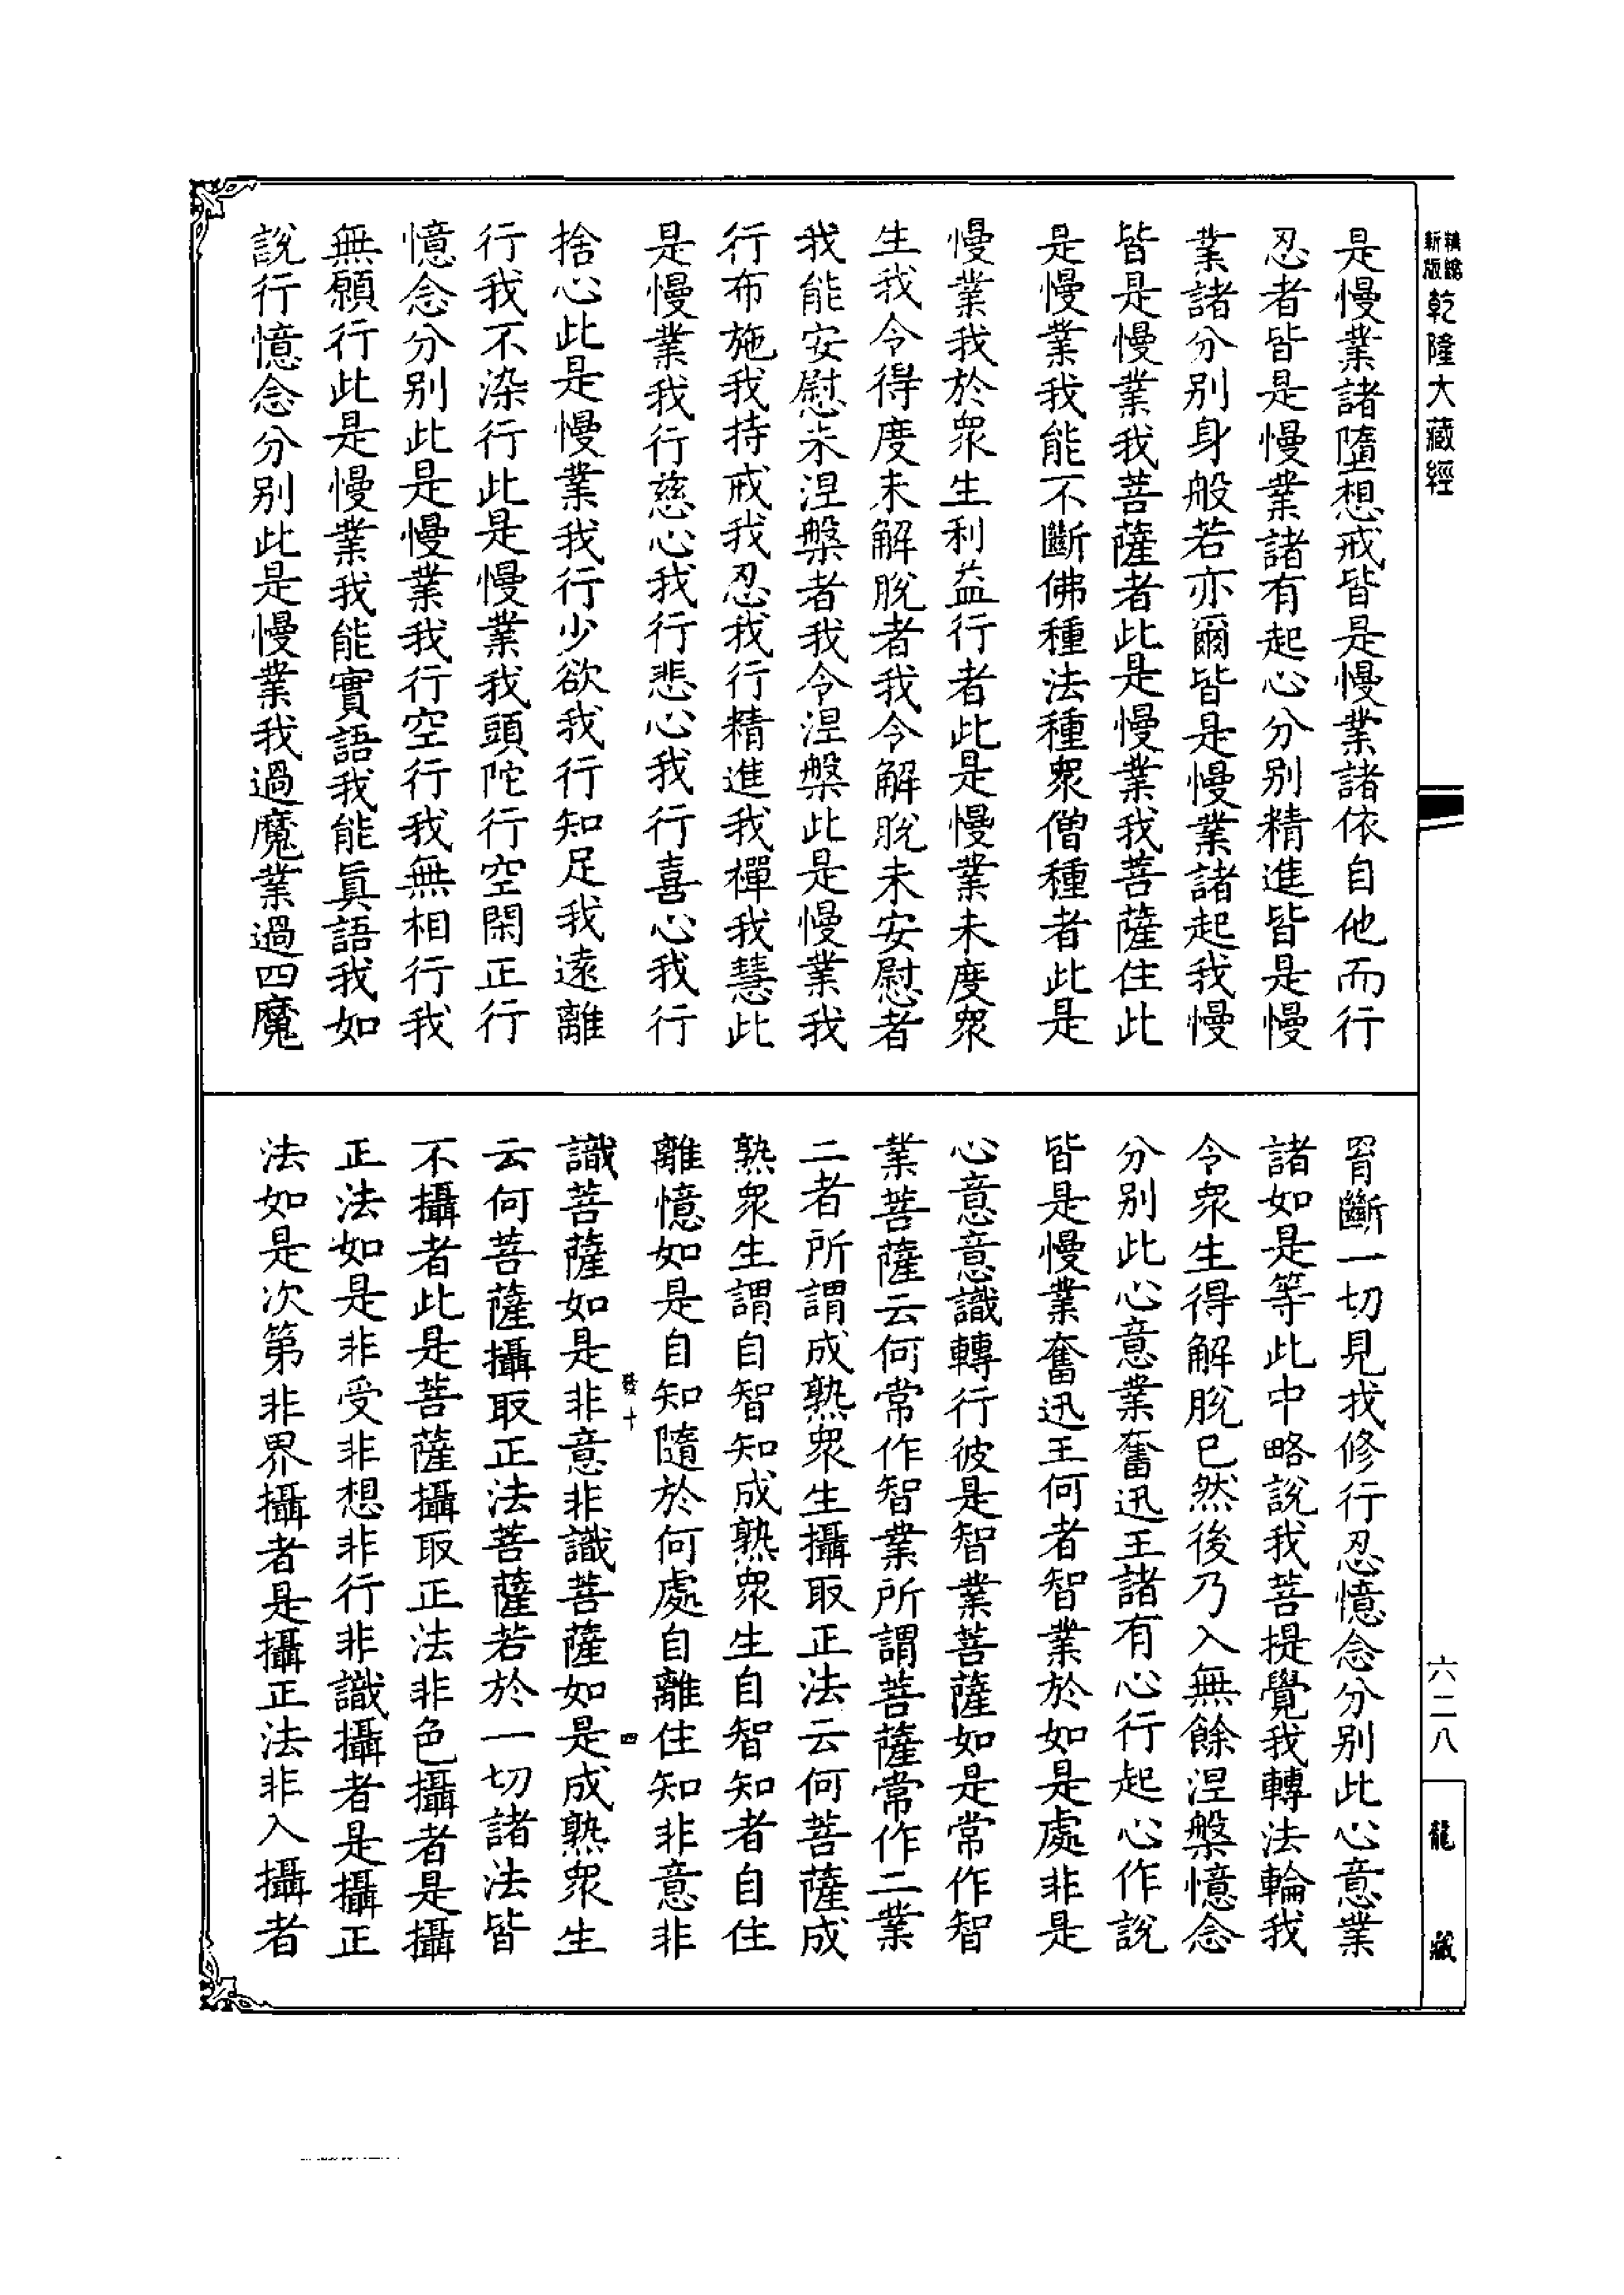 新版
乾隆大藏經
是慢業諸墮想戒皆是慢業諸依自他而行
忍者皆是慢業諸有起心分別精進皆是慢
業諸分別身般若亦爾皆是慢業諸起我慢
皆是慢業我菩薩者此是慢業我菩薩住此
是慢業我能不斷佛種法種衆僧種者此是
慢業我於衆生利益行者此是慢業未度衆
生我令得度未解脫者我令解脫未安慰者
我能安慰未涅槃者我令涅槃此是慢業我
行布施我持戒我忍我行精進我禪我慧此
是慢業我行慈心我行悲心我行喜心我行
捨心此是慢業我行少欲我行知足我遠離
行我不染行此是慢業我頭陀行空閑正行
憶念分別此是慢業我行空行我無相行我
無願行此是慢業我能實語我能眞語我如
說行憶念分別此是慢業我過魔業過四魔
罥斷一切見我修行忍憶念分別此心意業
諸如是等此中略說我菩提覺我轉法輪我
令衆生得解脫已然後乃入無餘涅槃憶念
分別此心意業奮迅王諸有心行起心作說
皆是慢業奮迅王何者智業於如是處非是
心意意識轉行彼是智業菩薩如是常作智
業菩薩云何常作智業所謂菩薩常作二業
二者所謂成熟衆生攝取正法云何菩薩成
熟衆生謂自智知成熟衆生自智知者自住
離憶如是自知隨於何處自離住知非意非
發十
四
識菩薩如是非意非識菩薩如是成熟衆生
云何菩薩攝取正法菩薩若於一切諸法皆
不攝者此是菩薩攝取正法非色攝者是攝
正法如是非受非想非行非識攝者是攝正
法如是次第非界攝者是攝正法非入攝者
六二八
龍藏